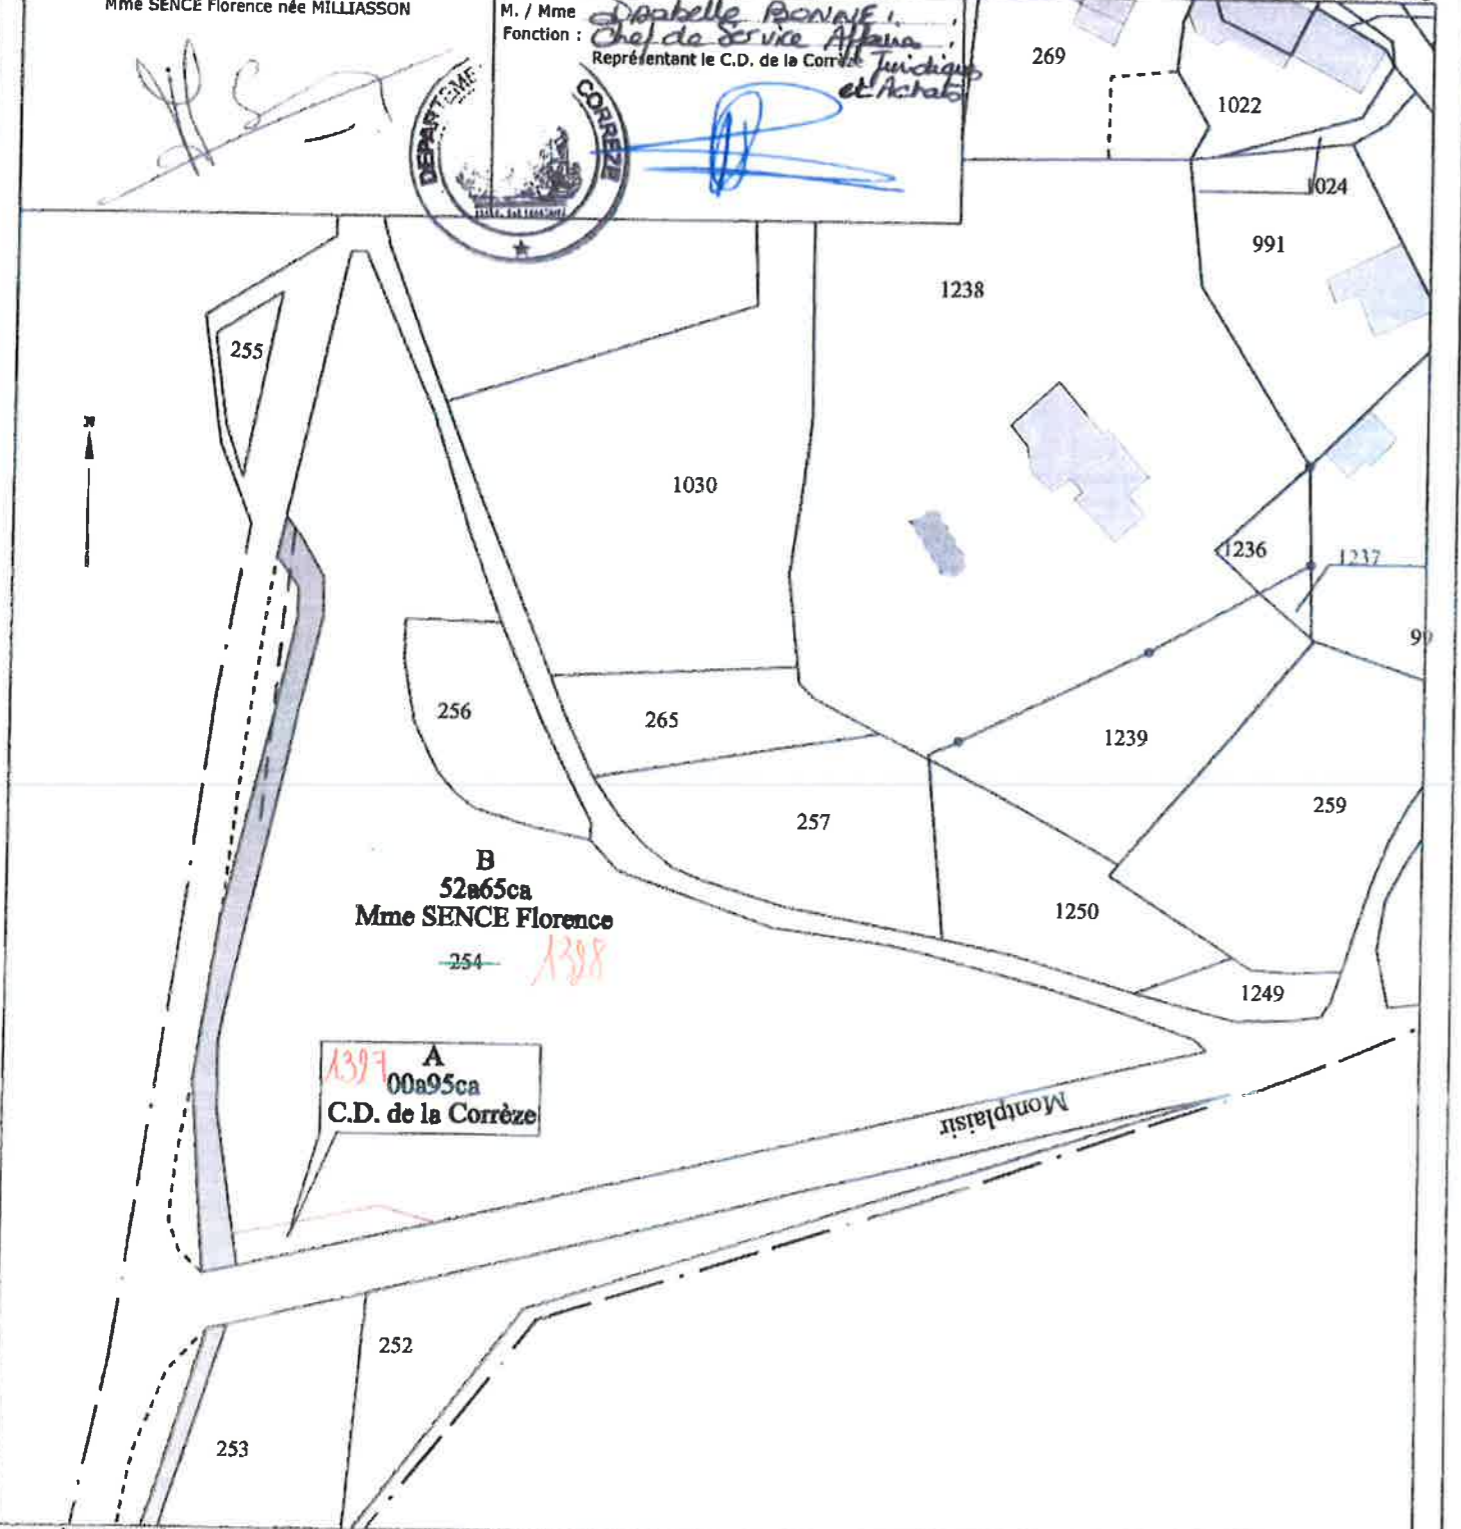 Mme SENCE Florence née MILLIASSON
M. / Mme Isabelle BONNE
Fonction : Chef de Service Affaires
Représentant le C.D. de la Corrèze Juridiques
et Achats
DÉPARTEME CORREZE
269
1022
1024
991
1238
255
N
1030
1236
1237
99
256
265
1239
257
259
B
52a65ca
Mme SENCE Florence
254 1398
1250
1249
1397 A
00a95ca
C.D. de la Corrèze
Montplaisir
252
253